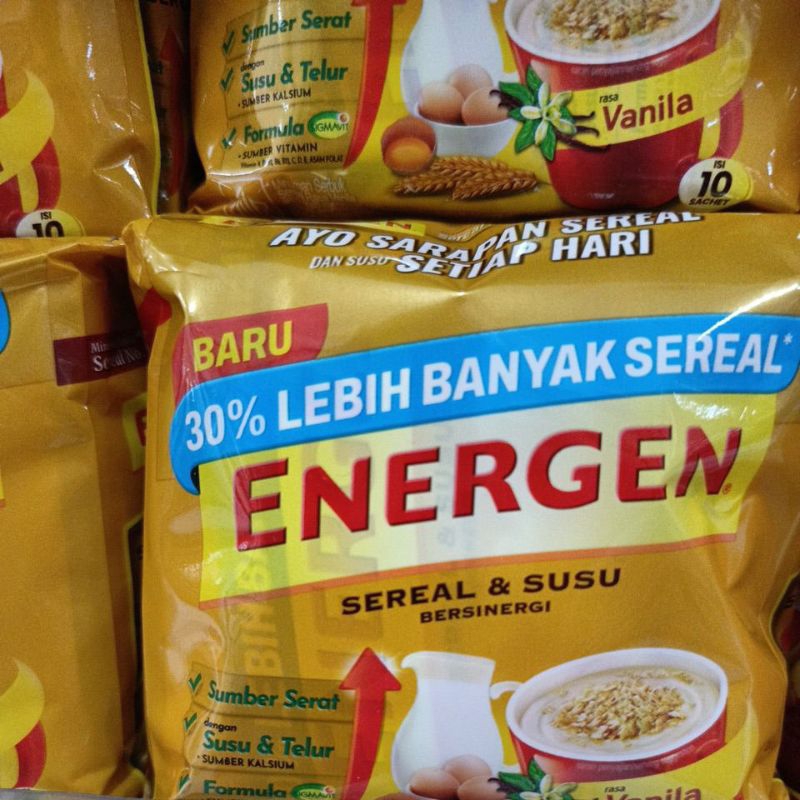 Sumber Serat
dengan
Susu & Telur
• SUMBER KALSIUM
Formula SIGMAVIT
• SUMBER VITAMIN
rasa
Vanila
ISI
10
SACHET
ISI
10
AYO SARAPAN SEREAL
DAN SUSU SETIAP HARI
BARU
30% LEBIH BANYAK SEREAL*
ENERGEN®
SEREAL & SUSU
BERSINERGI
Sumber Serat
dengan
Susu & Telur
• SUMBER KALSIUM
Formula SIGMAVIT
rasa
Vanila